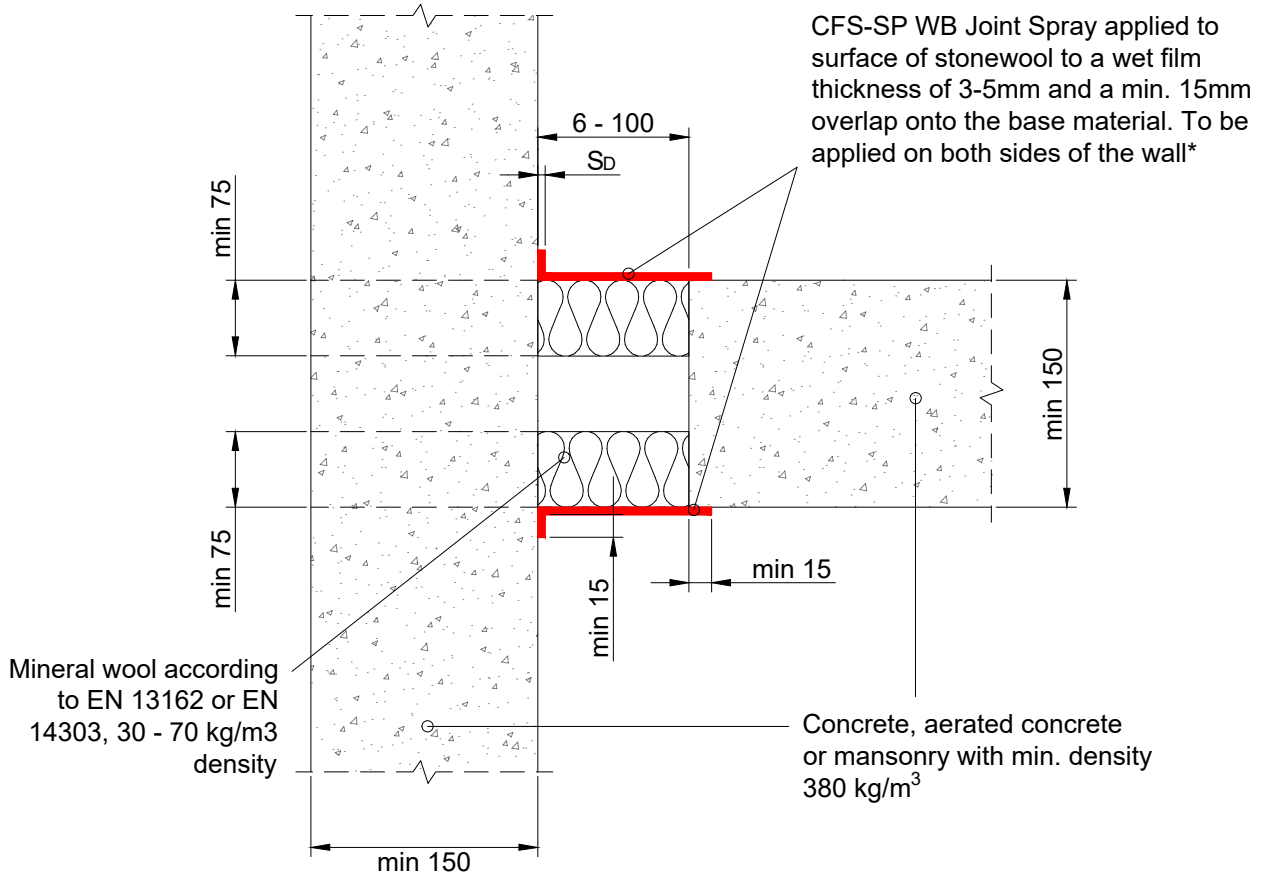 CFS-SP WB Joint Spray applied to
surface of stonewool to a wet film
thickness of 3-5mm and a min. 15mm
overlap onto the base material. To be
applied on both sides of the wall*
6 - 100
SD
min 75
min 150
min 75
min 15
min 15
Mineral wool according
to EN 13162 or EN
14303, 30 - 70 kg/m3
density
Concrete, aerated concrete
or mansonry with min. density
380 kg/m³
min 150